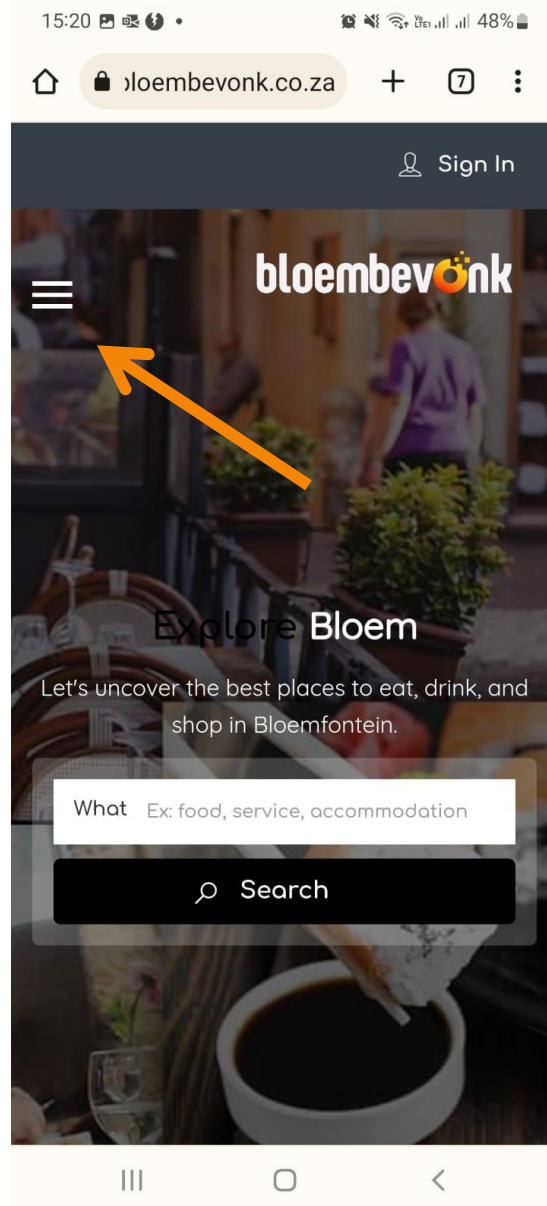 15:20
48%
bloembevonk.co.za
7
Sign In
bloembevonk
Explore Bloem
Let's uncover the best places to eat, drink, and
shop in Bloemfontein.
What Ex: food, service, accommodation
Search